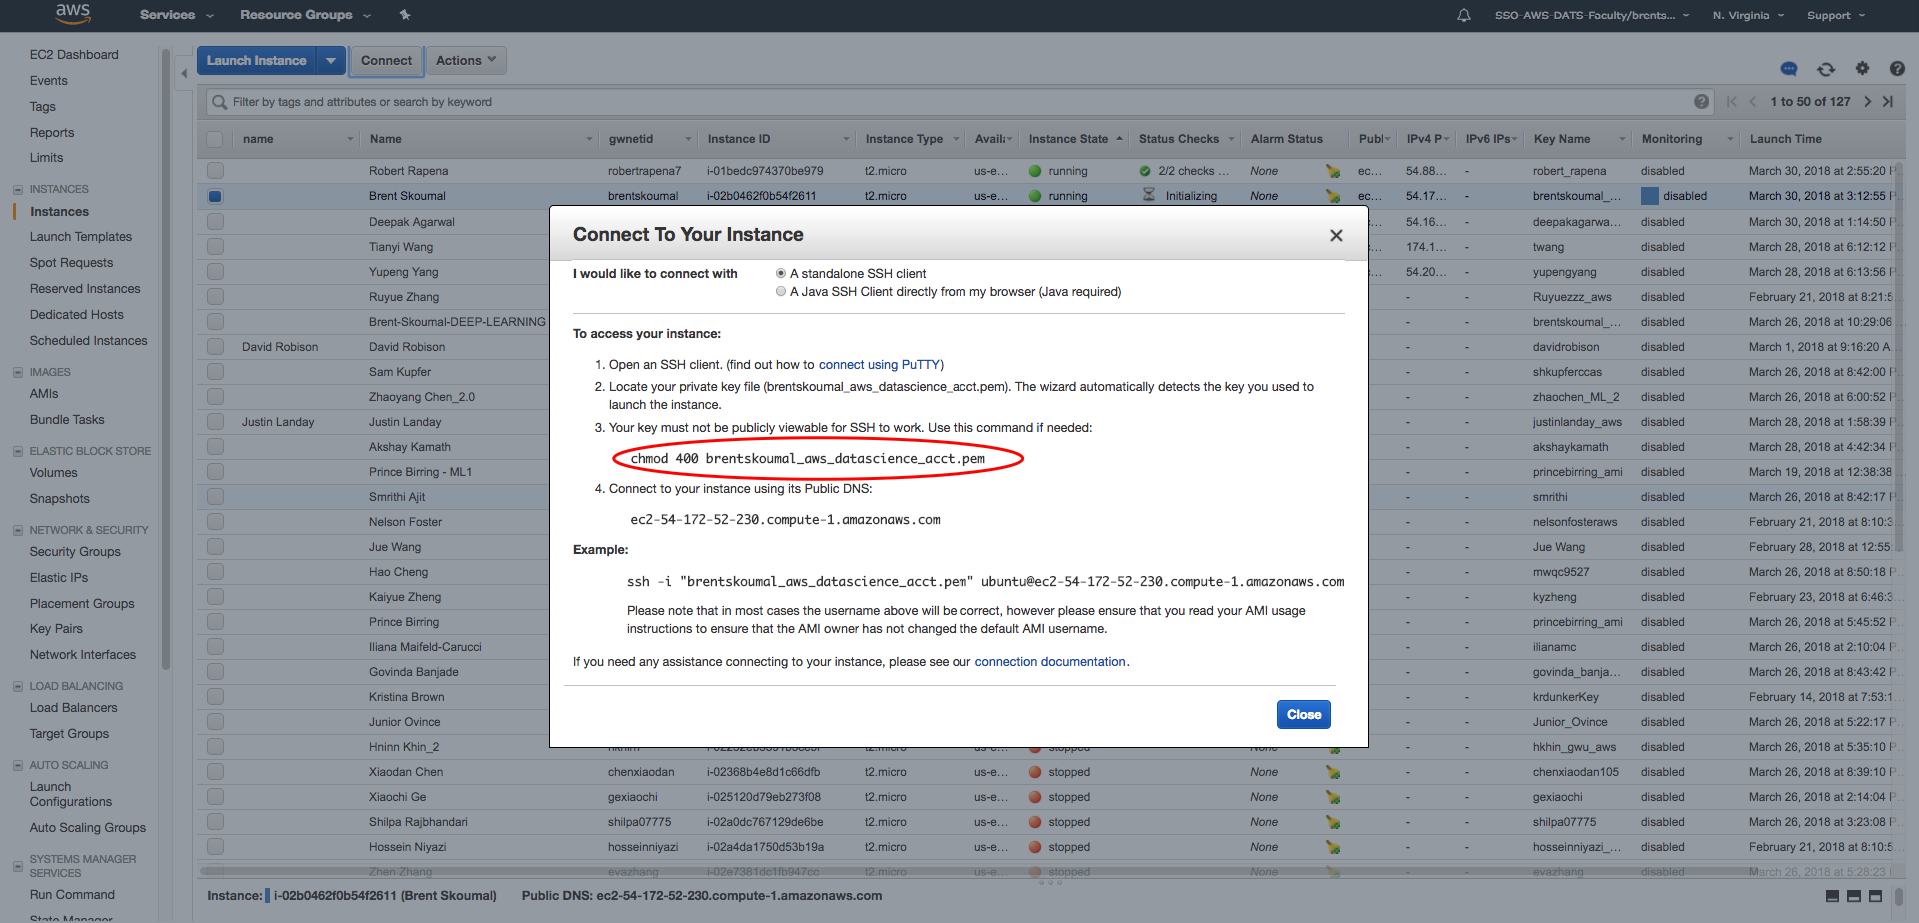 aws Services Resource Groups SSO-AWS-DATS-Faculty/brents... N. Virginia Support
EC2 Dashboard
Events
Tags
Reports
Limits
INSTANCES
Instances
Launch Templates
Spot Requests
Reserved Instances
Dedicated Hosts
Scheduled Instances
IMAGES
AMIs
Bundle Tasks
ELASTIC BLOCK STORE
Volumes
Snapshots
NETWORK & SECURITY
Security Groups
Elastic IPs
Placement Groups
Key Pairs
Network Interfaces
LOAD BALANCING
Load Balancers
Target Groups
AUTO SCALING
Launch
Configurations
Auto Scaling Groups
SYSTEMS MANAGER
SERVICES
Run Command
State Manager
Launch Instance Connect Actions
Filter by tags and attributes or search by keyword 1 to 50 of 127
name Name gwnetid Instance ID Instance Type Availa Instance State Status Checks Alarm Status Publ IPv4 P IPv6 IPs Key Name Monitoring Launch Time
Robert Rapena robertrapena7 i-01bedc974370be979 t2.micro us-e... running 2/2 checks ... None ec... 54.88... - robert_rapena disabled March 30, 2018 at 2:55:20 P
Brent Skoumal brentskoumal i-02b0462f0b54f2611 t2.micro us-e... running Initializing None ec... 54.17... - brentskoumal_... disabled March 30, 2018 at 3:12:55 P
Deepak Agarwal c... 54.16... - deepakagarwa... disabled March 30, 2018 at 1:14:50 P
Tianyi Wang c... 174.1... - twang disabled March 28, 2018 at 6:12:12 P
Yupeng Yang c... 54.20... - yupengyang disabled March 28, 2018 at 6:13:56 P
Ruyue Zhang - - Ruyuezzz_aws disabled February 21, 2018 at 8:21:5
Brent-Skoumal-DEEP-LEARNING - - brentskoumal_... disabled March 26, 2018 at 10:29:06
David Robison David Robison - - davidrobison disabled March 1, 2018 at 9:16:20 A
Sam Kupfer - - shkupferccas disabled March 26, 2018 at 8:42:00 P
Zhaoyang Chen_2.0 - - zhaochen_ML_2 disabled March 26, 2018 at 6:00:52 P
Justin Landay Justin Landay - - justinlanday_aws disabled March 26, 2018 at 1:58:39 P
Akshay Kamath - - akshaykamath disabled March 28, 2018 at 4:42:34 P
Prince Birring - ML1 - - princebirring_ami disabled March 19, 2018 at 12:38:38
Smrithi Ajit - - smrithi disabled March 26, 2018 at 8:42:17 P
Nelson Foster - - nelsonfosteraws disabled February 21, 2018 at 8:10:3
Jue Wang - - Jue Wang disabled February 28, 2018 at 12:55:
Hao Cheng - - mwqc9527 disabled March 26, 2018 at 8:50:18 P
Kaiyue Zheng - - kyzheng disabled February 23, 2018 at 6:46:3
Prince Birring - - princebirring_ami disabled March 26, 2018 at 5:45:52 P
Iliana Maifeld-Carucci - - ilianamc disabled March 26, 2018 at 2:10:04 P
Govinda Banjade - - govinda_banja... disabled March 26, 2018 at 8:43:42 P
Kristina Brown - - krdunkerKey disabled February 14, 2018 at 7:53:1
Junior Ovince - - Junior_Ovince disabled March 26, 2018 at 5:22:17 P
Hninn Khin_2 t2.micro us-e... stopped None - - hkhin_gwu_aws disabled March 26, 2018 at 5:35:10 P
Xiaodan Chen chenxiaodan i-02368b4e8d1c66dfb t2.micro us-e... stopped None - - chenxiaodan105 disabled March 26, 2018 at 8:39:10 P
Xiaochi Ge gexiaochi i-025120d79eb273f08 t2.micro us-e... stopped None - - gexiaochi disabled March 26, 2018 at 2:14:04 P
Shilpa Rajbhandari shilpa07775 i-02a0dc767129de6be t2.micro us-e... stopped None - - shilpa07775 disabled March 26, 2018 at 3:23:08 P
Hossein Niyazi hosseinniyazi i-02a4da1750d53b19a t2.micro us-e... stopped None - - hosseinniyazi_... disabled February 21, 2018 at 8:10:5
Zhen Zhang evazhang i-02e7381dc1fb947cc t2.micro us-e... stopped None - - evazhang disabled March 26, 2018 at 5:28:23 P
Connect To Your Instance
I would like to connect with A standalone SSH client
A Java SSH Client directly from my browser (Java required)
To access your instance:
1. Open an SSH client. (find out how to connect using PuTTY)
2. Locate your private key file (brentskoumal_aws_datascience_acct.pem). The wizard automatically detects the key you used to
launch the instance.
3. Your key must not be publicly viewable for SSH to work. Use this command if needed:
chmod 400 brentskoumal_aws_datascience_acct.pem
4. Connect to your instance using its Public DNS:
ec2-54-172-52-230.compute-1.amazonaws.com
Example:
ssh -i "brentskoumal_aws_datascience_acct.pem" ubuntu@ec2-54-172-52-230.compute-1.amazonaws.com
Please note that in most cases the username above will be correct, however please ensure that you read your AMI usage
instructions to ensure that the AMI owner has not changed the default AMI username.
If you need any assistance connecting to your instance, please see our connection documentation.
Close
Instance: i-02b0462f0b54f2611 (Brent Skoumal) Public DNS: ec2-54-172-52-230.compute-1.amazonaws.com